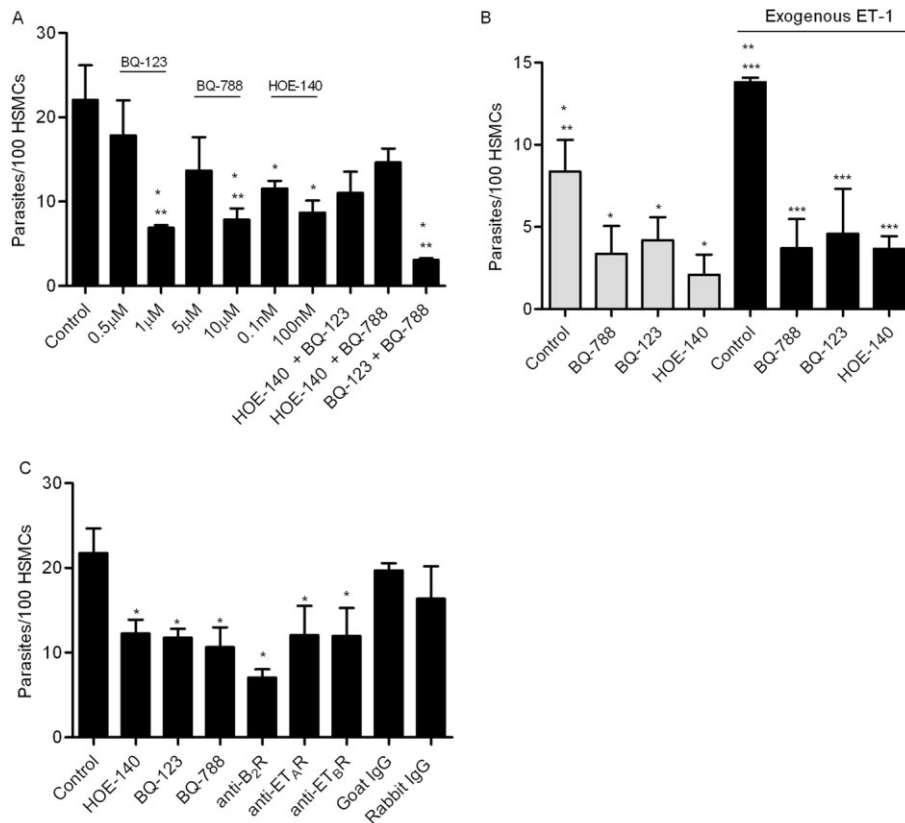 A
Parasites/100 HSMCs
30
20
10
0
BQ-123
BQ-788
HOE-140
*
**
*
**
*
*
*
**
Control
0.5µM
1µM
5µM
10µM
0.1nM
100nM
HOE-140 + BQ-123
HOE-140 + BQ-788
BQ-123 + BQ-788
B
Exogenous ET-1
Parasites/100 HSMCs
15
10
5
0
*
**
*
*
*
**
***
***
***
***
Control
BQ-788
BQ-123
HOE-140
Control
BQ-788
BQ-123
HOE-140
C
Parasites/100 HSMCs
30
20
10
0
*
*
*
*
*
*
Control
HOE-140
BQ-123
BQ-788
anti-B₂R
anti-ET_AR
anti-ET_BR
Goat IgG
Rabbit IgG